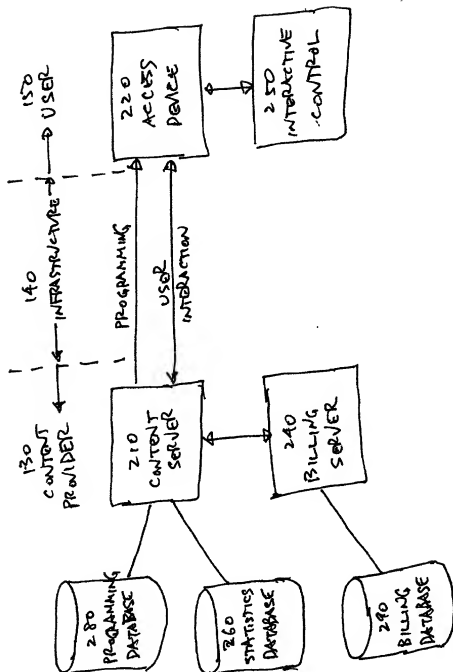 130
CONTENT
PROVIDER
140
INFRASTRUCTURE
150
USER
PROGRAMMING
USER
INTERACTION
280
PROGRAMMING
DATABASE
260
STATISTICS
DATABASE
290
BILLING
DATABASE
210
CONTENT
SERVER
240
BILLING
SERVER
220
ACCESS
DEVICE
250
INTERACTIVE
CONTROL